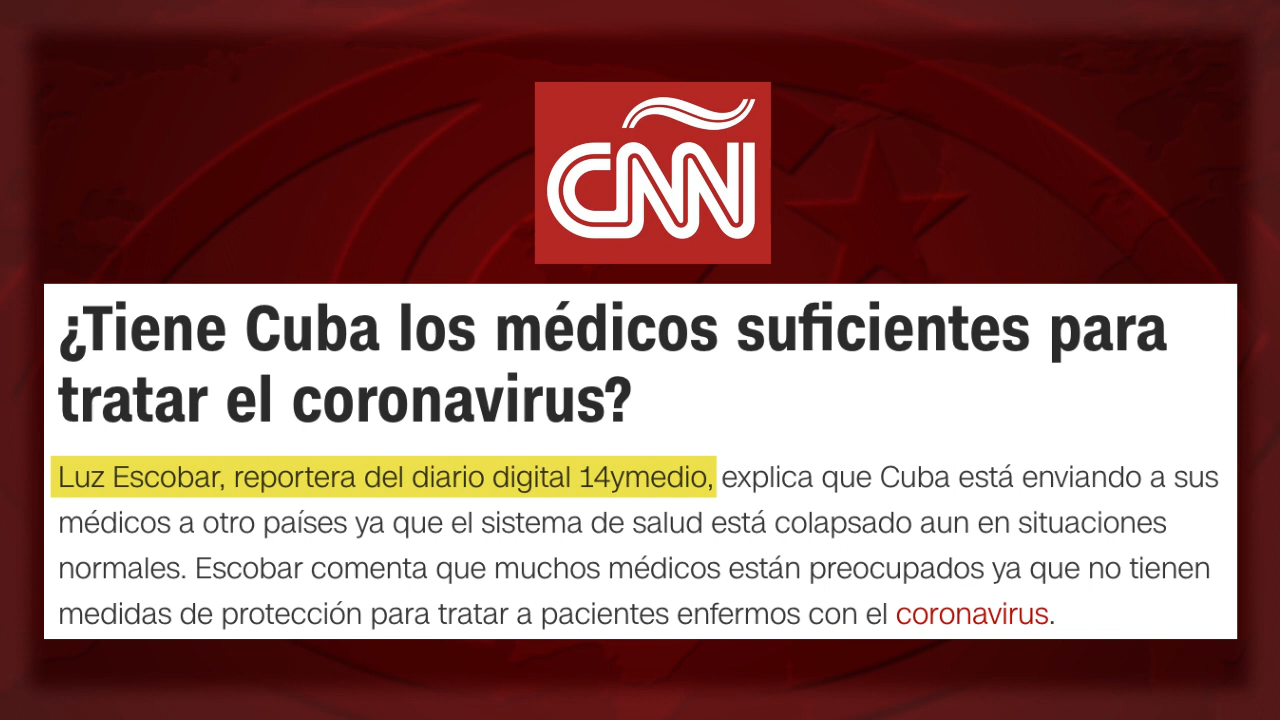 CNN
¿Tiene Cuba los médicos suficientes para
tratar el coronavirus?
Luz Escobar, reportera del diario digital 14ymedio, explica que Cuba está enviando a sus
médicos a otro países ya que el sistema de salud está colapsado aun en situaciones
normales. Escobar comenta que muchos médicos están preocupados ya que no tienen
medidas de protección para tratar a pacientes enfermos con el coronavirus.